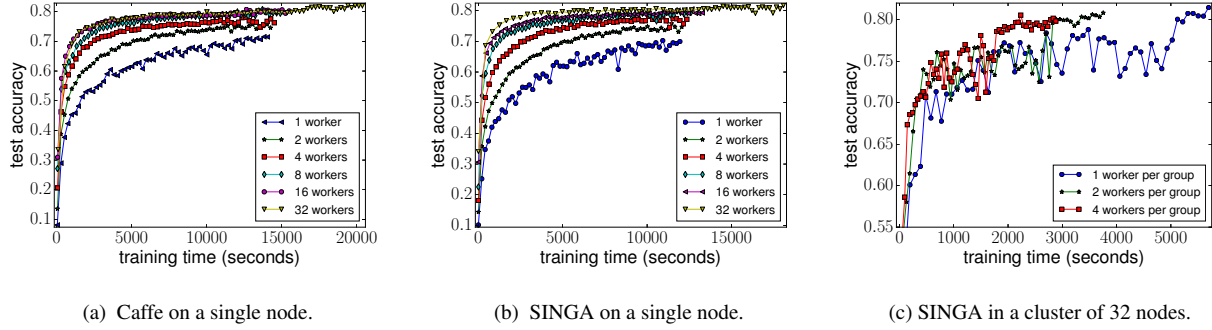 0.8
0.7
0.6
0.5
0.4
0.3
0.2
0.1
test accuracy
0
5000
10000
15000
20000
training time (seconds)
1 worker
2 workers
4 workers
8 workers
16 workers
32 workers
(a) Caffe on a single node.
0.8
0.7
0.6
0.5
0.4
0.3
0.2
0.1
test accuracy
0
5000
10000
15000
training time (seconds)
1 worker
2 workers
4 workers
8 workers
16 workers
32 workers
(b) SINGA on a single node.
0.80
0.75
0.70
0.65
0.60
0.55
test accuracy
0
1000
2000
3000
4000
5000
training time (seconds)
1 worker per group
2 workers per group
4 workers per group
(c) SINGA in a cluster of 32 nodes.